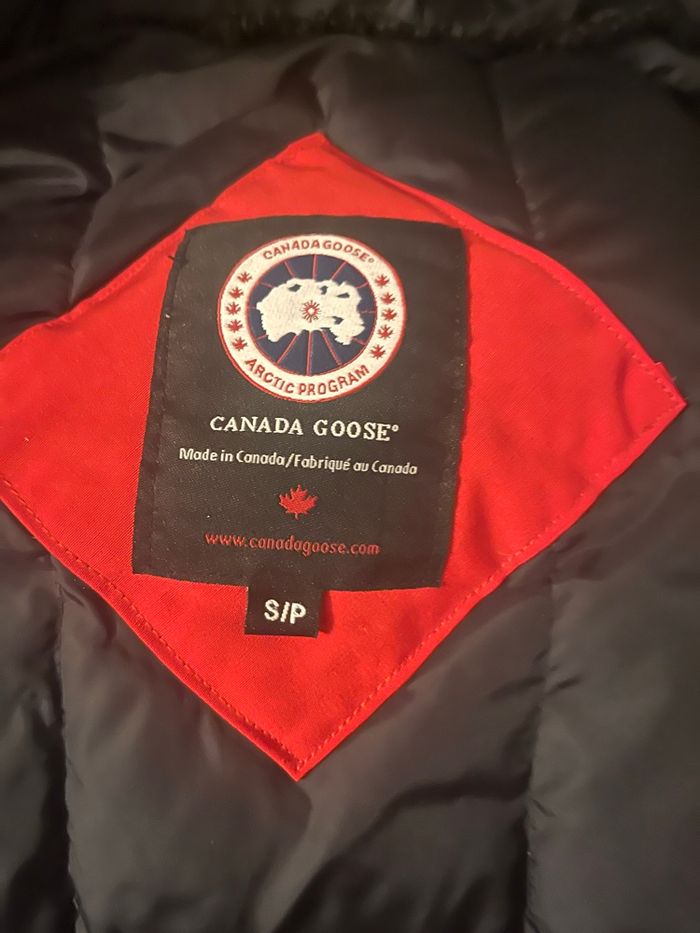 CANADA GOOSE®
ARCTIC PROGRAM
CANADA GOOSE®
Made in Canada/Fabriqué au Canada
www.canadagoose.com
S/P